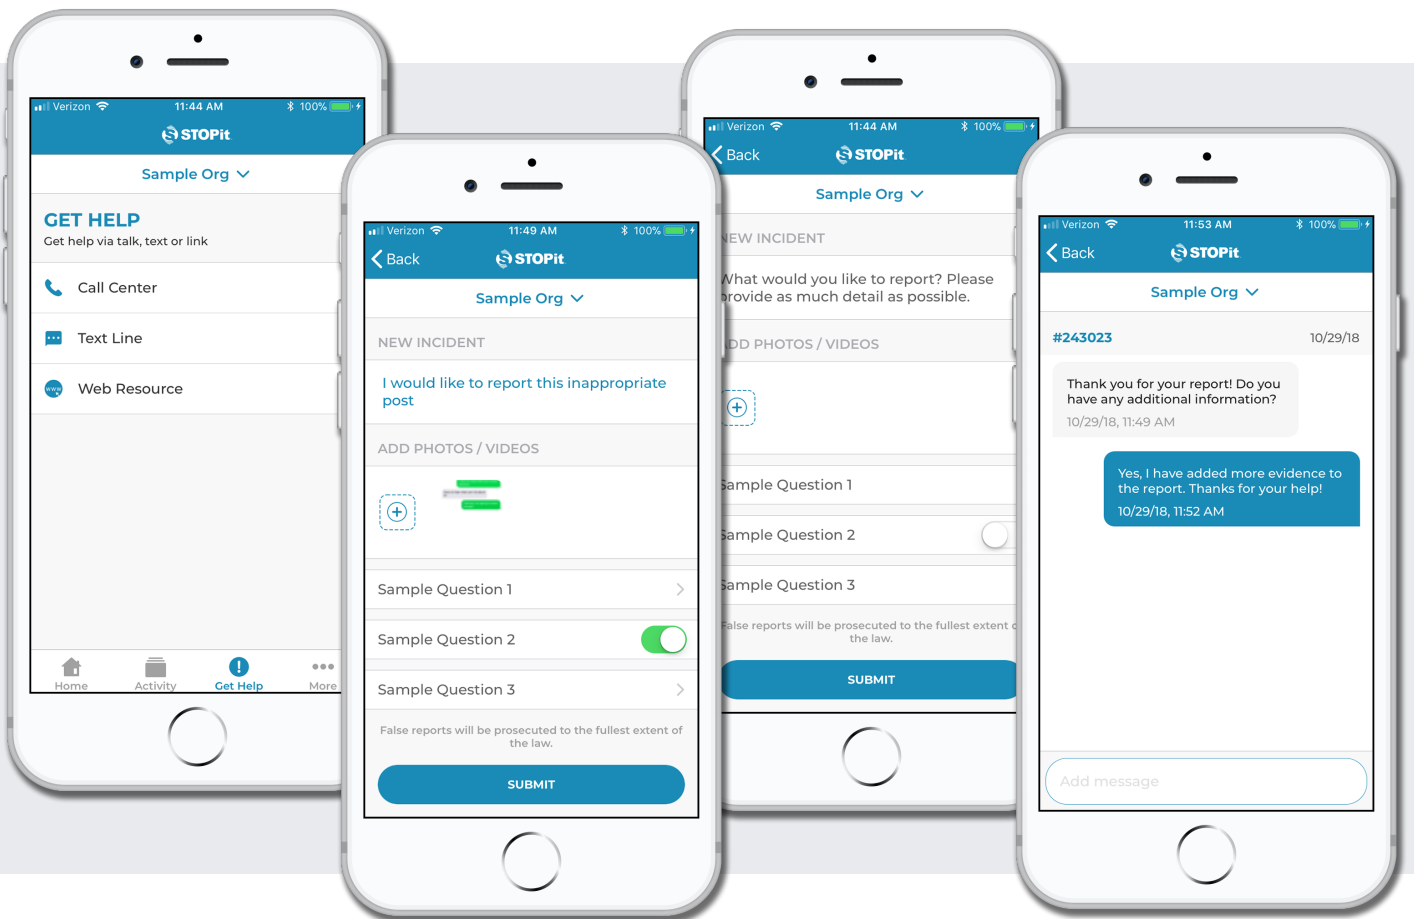 Verizon
11:44 AM
100%
STOPit
Sample Org
GET HELP
Get help via talk, text or link
Call Center
Text Line
www
Web Resource
Home
Activity
Get Help
More
Verizon
11:49 AM
100%
Back
STOPit
Sample Org
NEW INCIDENT
I would like to report this inappropriate
post
ADD PHOTOS / VIDEOS
Sample Question 1
Sample Question 2
Sample Question 3
False reports will be prosecuted to the fullest extent of
the law.
SUBMIT
Verizon
11:44 AM
100%
Back
STOPit
Sample Org
NEW INCIDENT
What would you like to report? Please
provide as much detail as possible.
ADD PHOTOS / VIDEOS
Sample Question 1
Sample Question 2
Sample Question 3
False reports will be prosecuted to the fullest extent
the law.
SUBMIT
Verizon
11:53 AM
100%
Back
STOPit
Sample Org
#243023
10/29/18
Thank you for your report! Do you
have any additional information?
10/29/18, 11:49 AM
Yes, I have added more evidence to
the report. Thanks for your help!
10/29/18, 11:52 AM
Add message